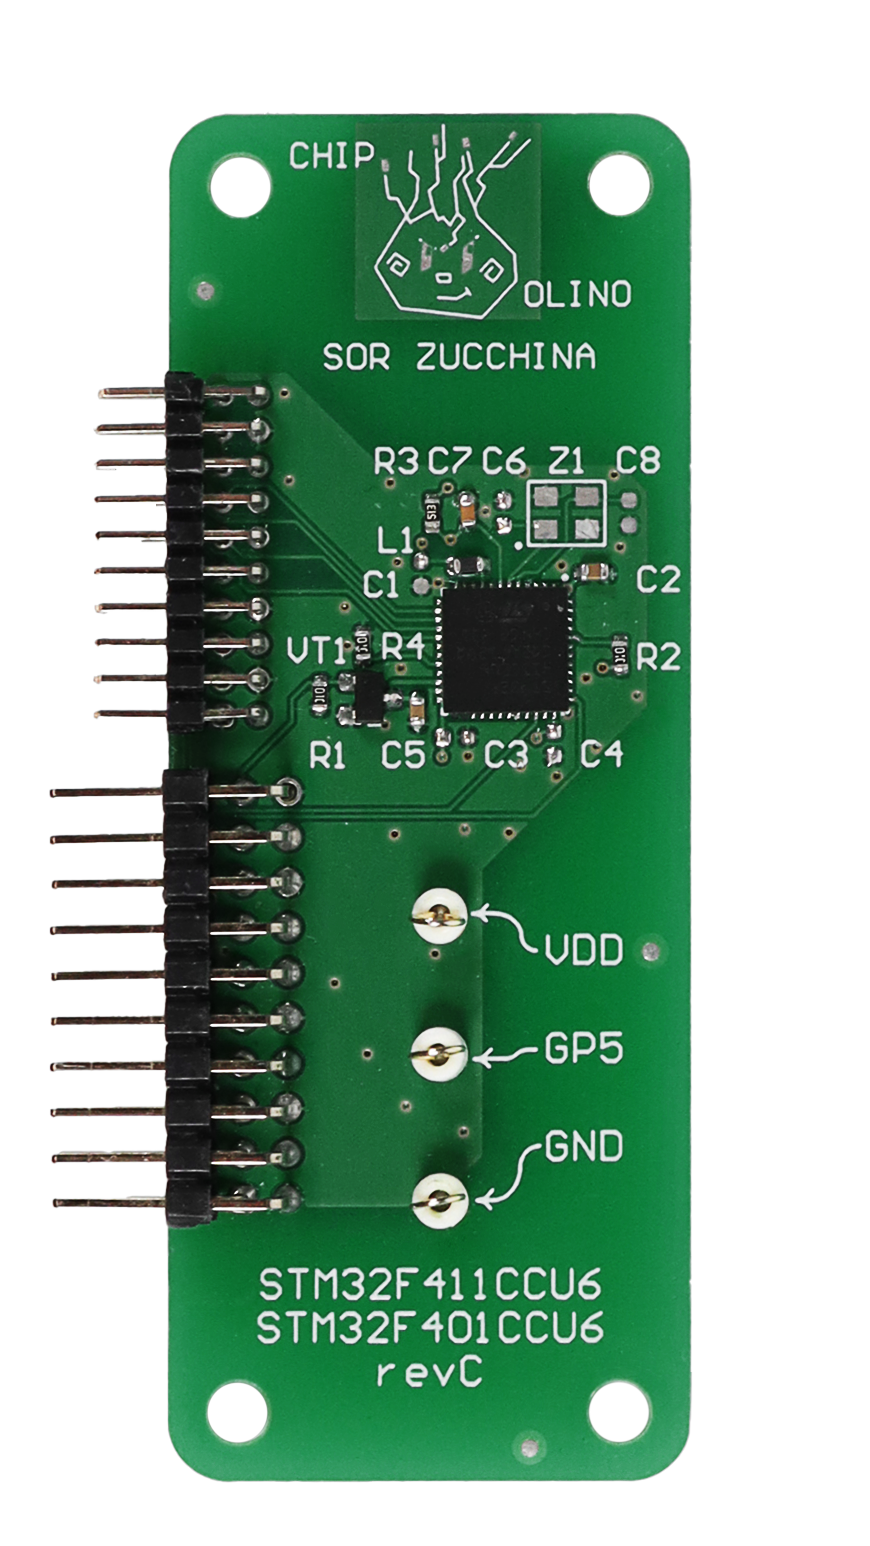 CHIP
OLINO
SOR ZUCCHINA
R3 C7 C6 Z1 C8
L1
C1 C2
VT1 R4 R2
R1 C5 C3 C4
VDD
GP5
GND
STM32F411CCU6
STM32F401CCU6
revC